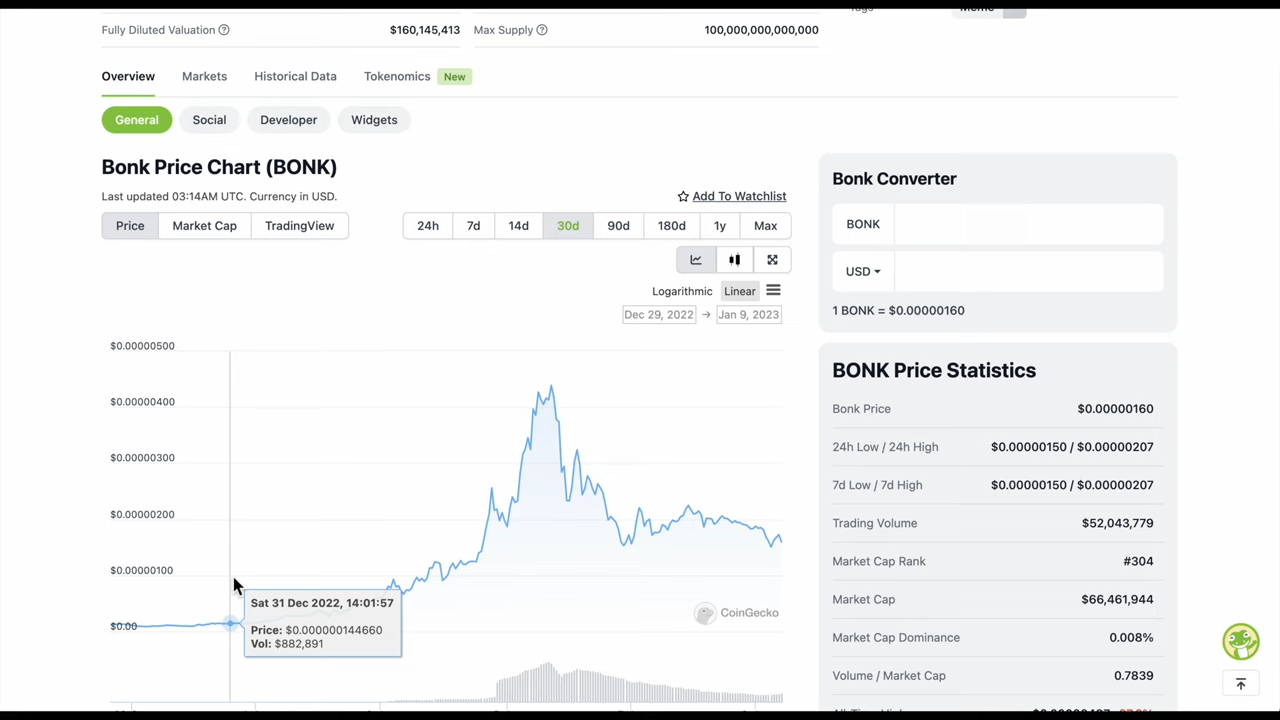 Fully Diluted Valuation $160,145,413 Max Supply 100,000,000,000,000
Overview Markets Historical Data Tokenomics New
General Social Developer Widgets
Bonk Price Chart (BONK)
Last updated 03:14AM UTC. Currency in USD.
Add To Watchlist
Price Market Cap TradingView 24h 7d 14d 30d 90d 180d 1y Max
Logarithmic Linear
Dec 29, 2022 → Jan 9, 2023
$0.00000500
$0.00000400
$0.00000300
$0.00000200
$0.00000100
$0.00
Sat 31 Dec 2022, 14:01:57
Price: $0.000000144660
Vol: $882,891
CoinGecko
Bonk Converter
BONK
USD
1 BONK = $0.00000160
BONK Price Statistics
Bonk Price $0.00000160
24h Low / 24h High $0.00000150 / $0.00000207
7d Low / 7d High $0.00000150 / $0.00000207
Trading Volume $52,043,779
Market Cap Rank #304
Market Cap $66,461,944
Market Cap Dominance 0.008%
Volume / Market Cap 0.7839